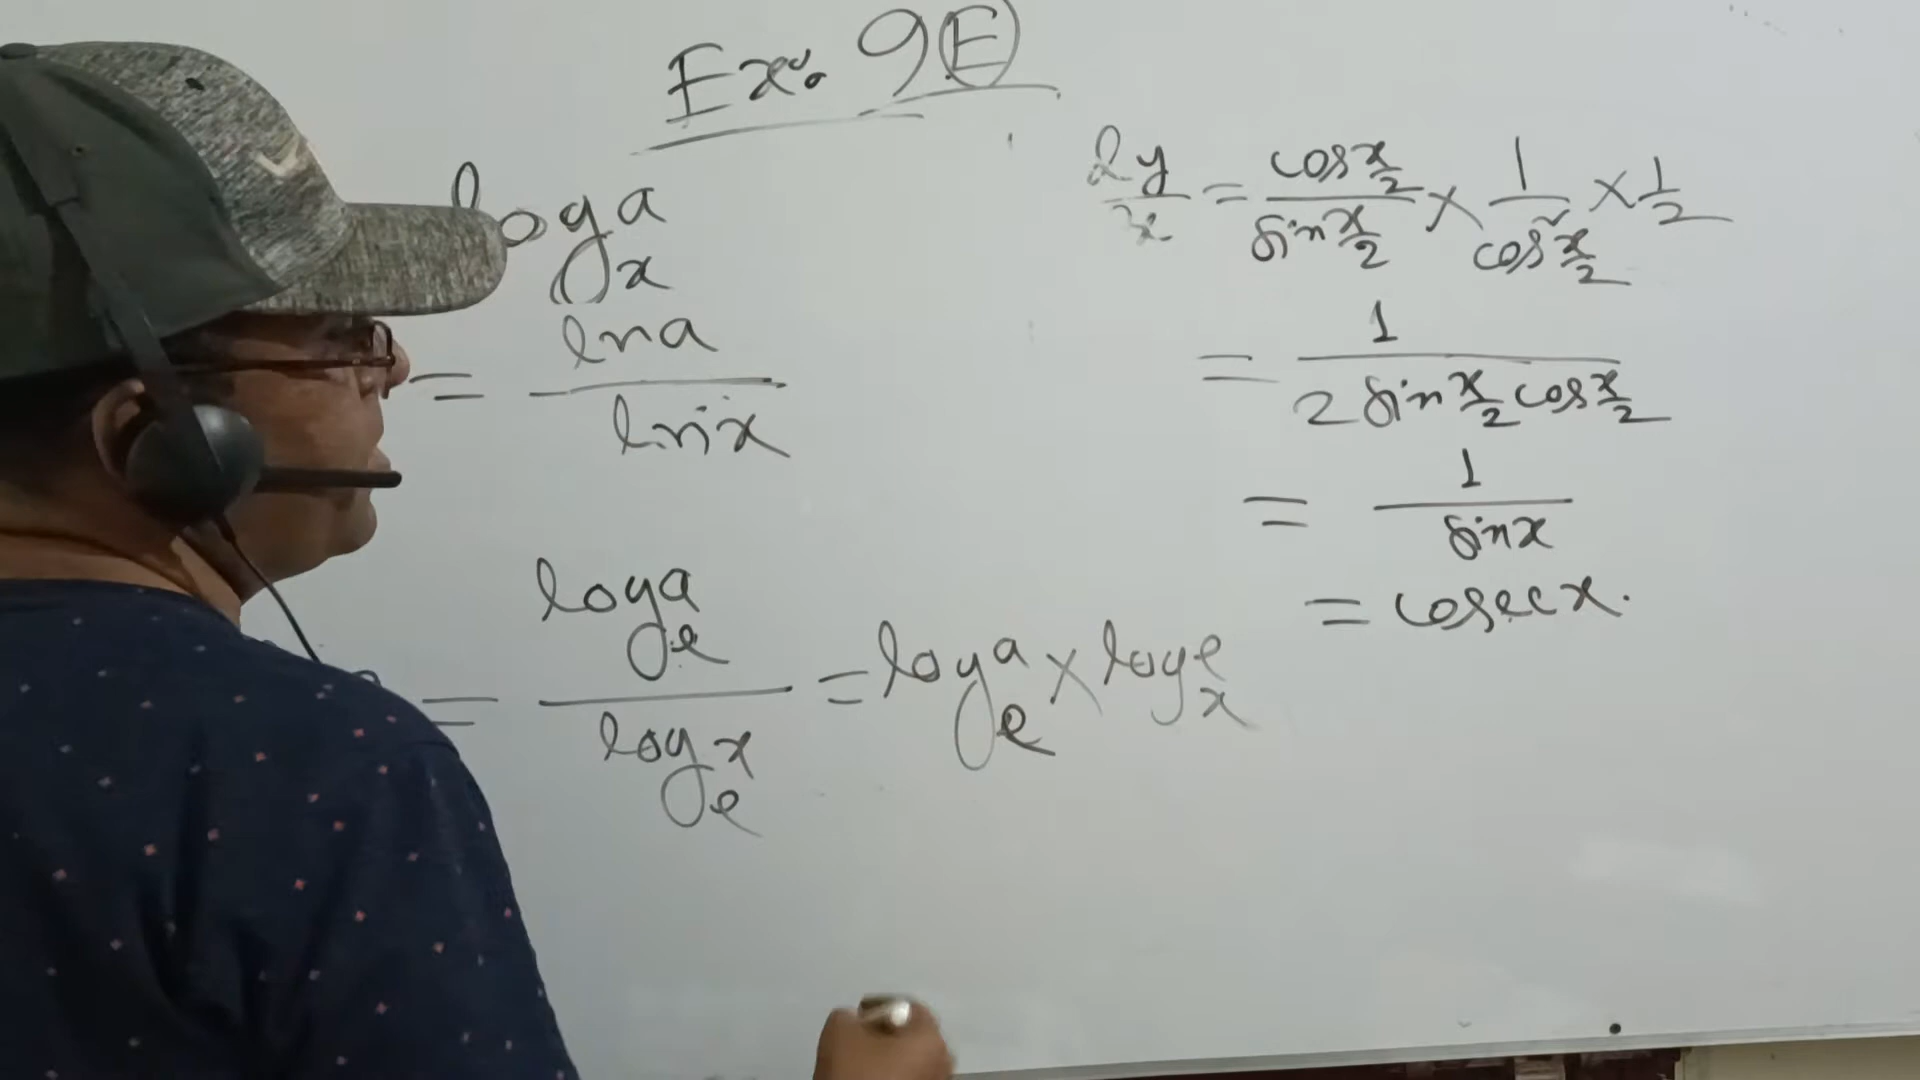 Ex: 9(E)
log_x a
= ln a / ln x
= log_e a / log_e x = log_e a × log_x e
dy/x = cos x/2 / sin x/2 × 1 / cos² x/2 × 1/2
= 1 / 2 sin x/2 cos x/2
= 1 / sin x
= cosec x.